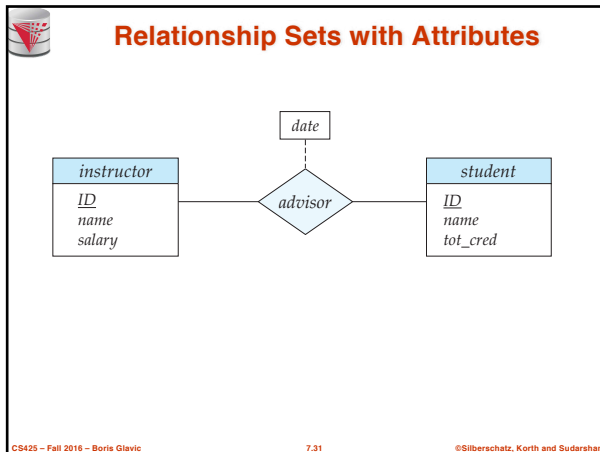 Relationship Sets with Attributes
date
instructor
ID
name
salary
advisor
student
ID
name
tot_cred
CS425 – Fall 2016 – Boris Glavic
7.31
©Silberschatz, Korth and Sudarshan